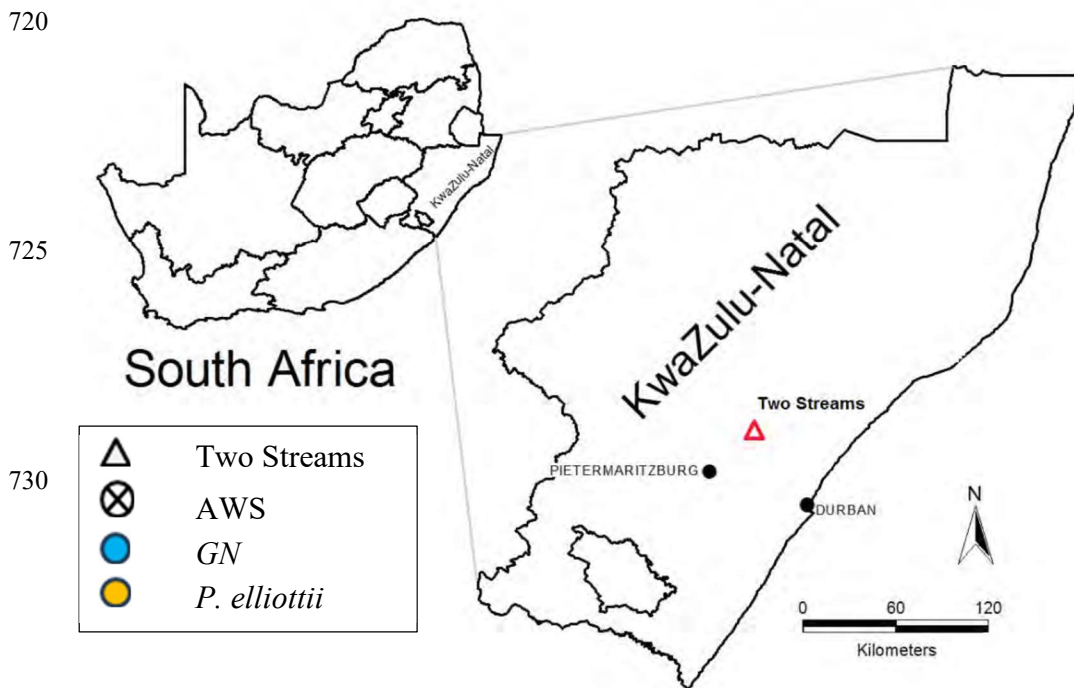 720
KwaZulu-Natal
725
South Africa
KwaZulu-Natal
Two Streams
PIETERMARITZBURG
DURBAN
N
730
Two Streams
AWS
GN
P. elliottii
0 60 120
Kilometers